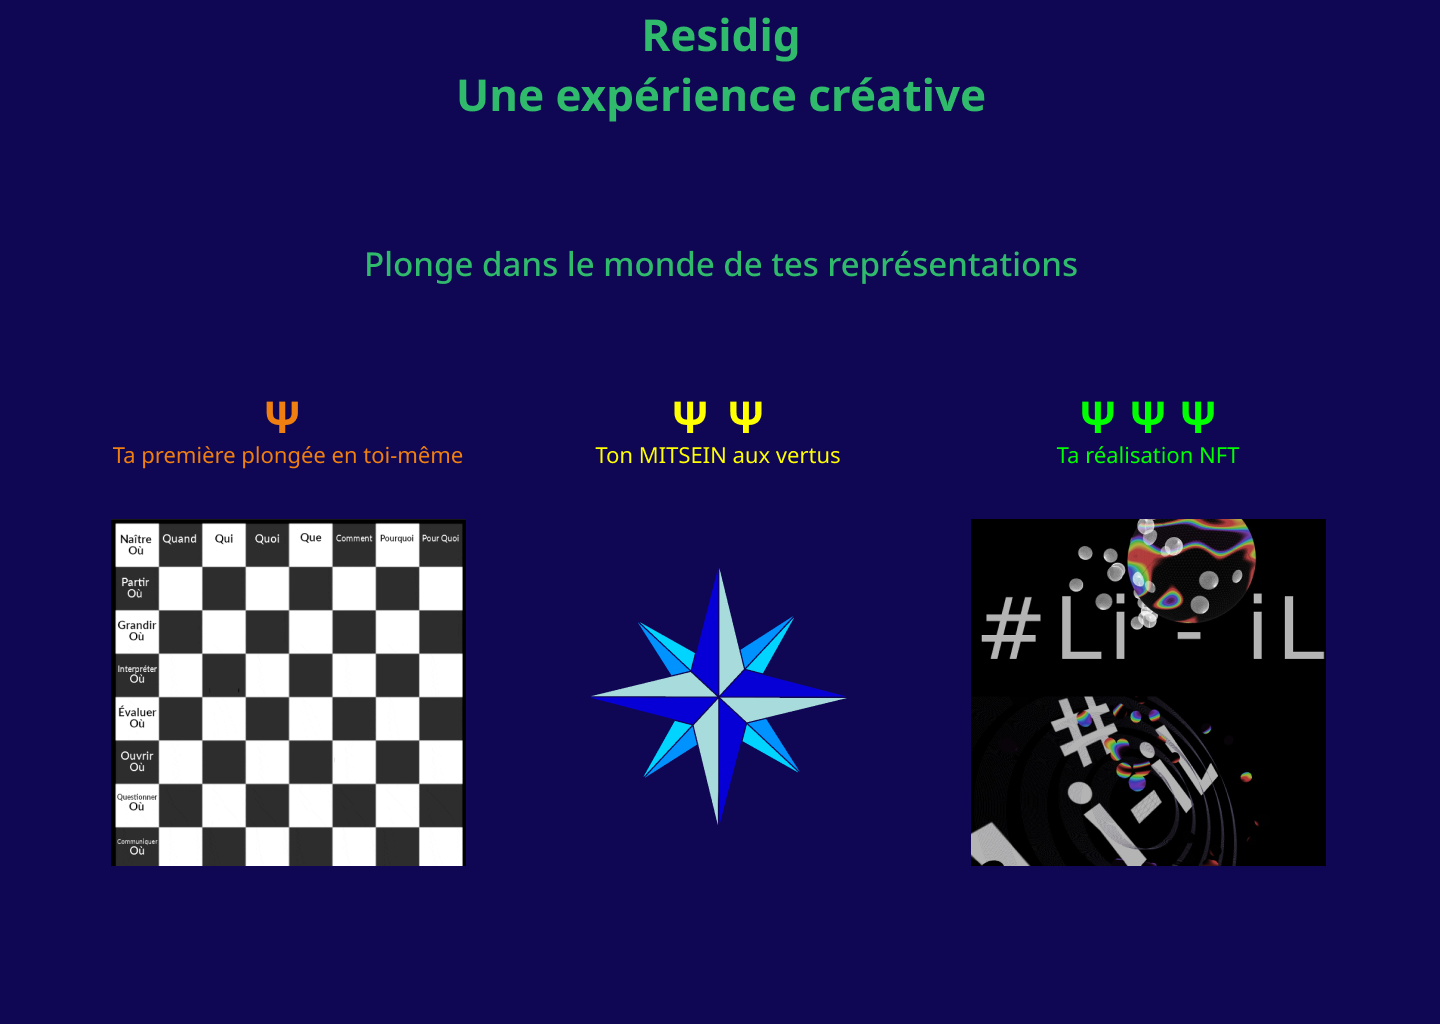 Residig
Une expérience créative
Plonge dans le monde de tes représentations
Ψ
Ta première plongée en toi-même
Ψ Ψ
Ton MITSEIN aux vertus
Ψ Ψ Ψ
Ta réalisation NFT
Naître Où Quand Qui Quoi Que Comment Pourquoi Pour Quoi
Partir
Où
Grandir
Où
Interpréter
Où
Évaluer
Où
Ouvrir
Où
Questionner
Où
Communiquer
Où
#Li - iL
#
i-iL